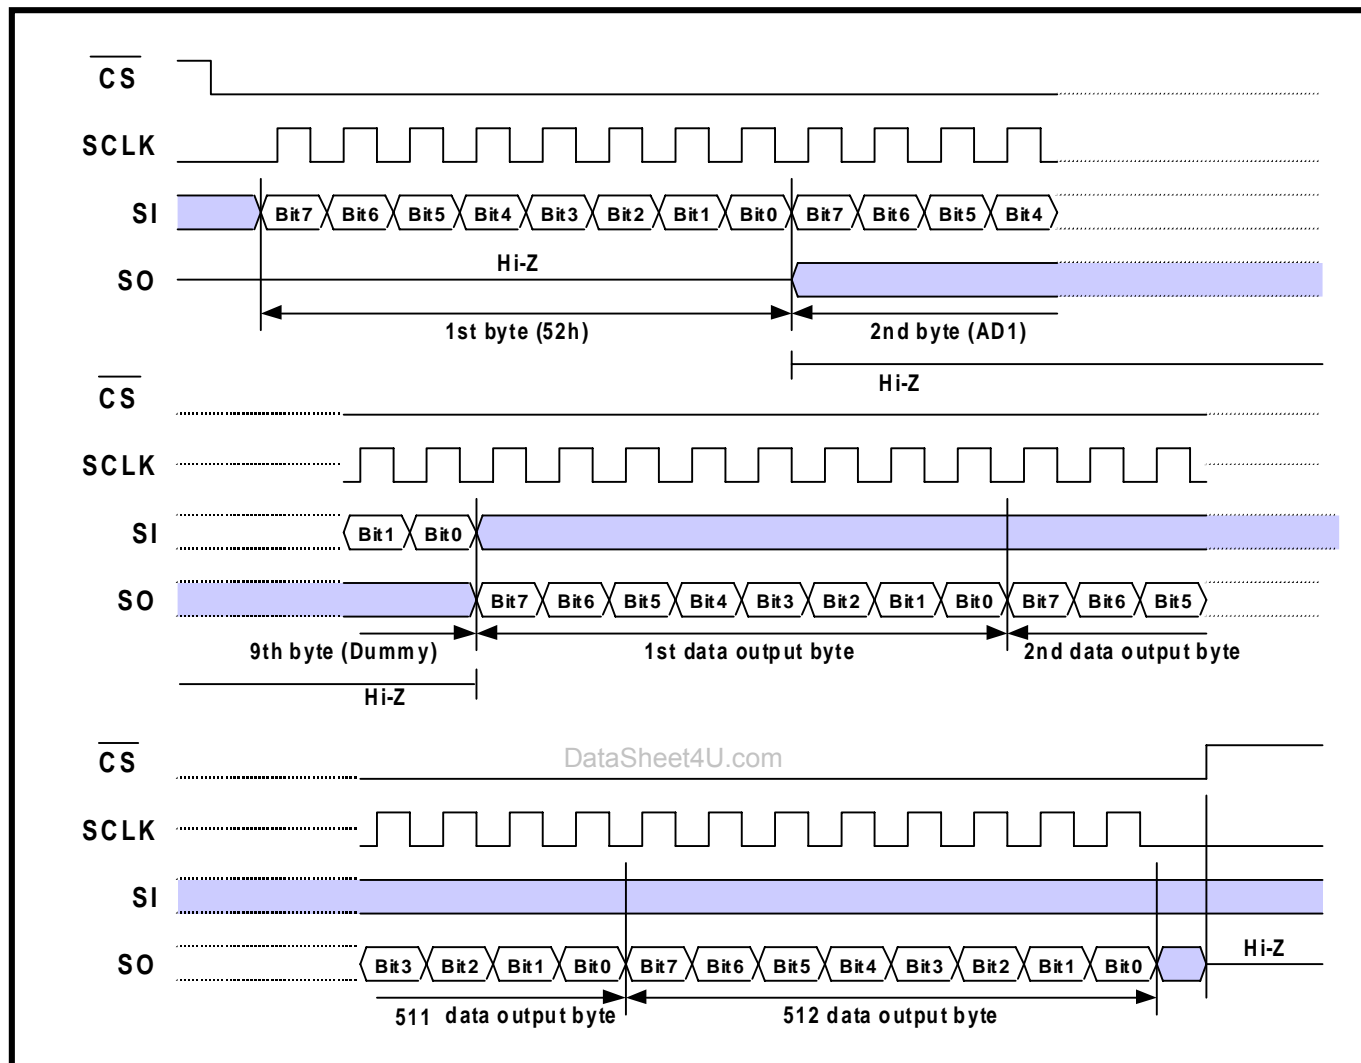 CS
SCLK
SI Bit7 Bit6 Bit5 Bit4 Bit3 Bit2 Bit1 Bit0 Bit7 Bit6 Bit5 Bit4
Hi-Z
SO
1st byte (52h) 2nd byte (AD1)
Hi-Z
CS
SCLK
SI Bit1 Bit0
SO Bit7 Bit6 Bit5 Bit4 Bit3 Bit2 Bit1 Bit0 Bit7 Bit6 Bit5
9th byte (Dummy) 1st data output byte 2nd data output byte
Hi-Z
CS
DataSheet4U.com
SCLK
SI
SO Bit3 Bit2 Bit1 Bit0 Bit7 Bit6 Bit5 Bit4 Bit3 Bit2 Bit1 Bit0 Hi-Z
511 data output byte 512 data output byte